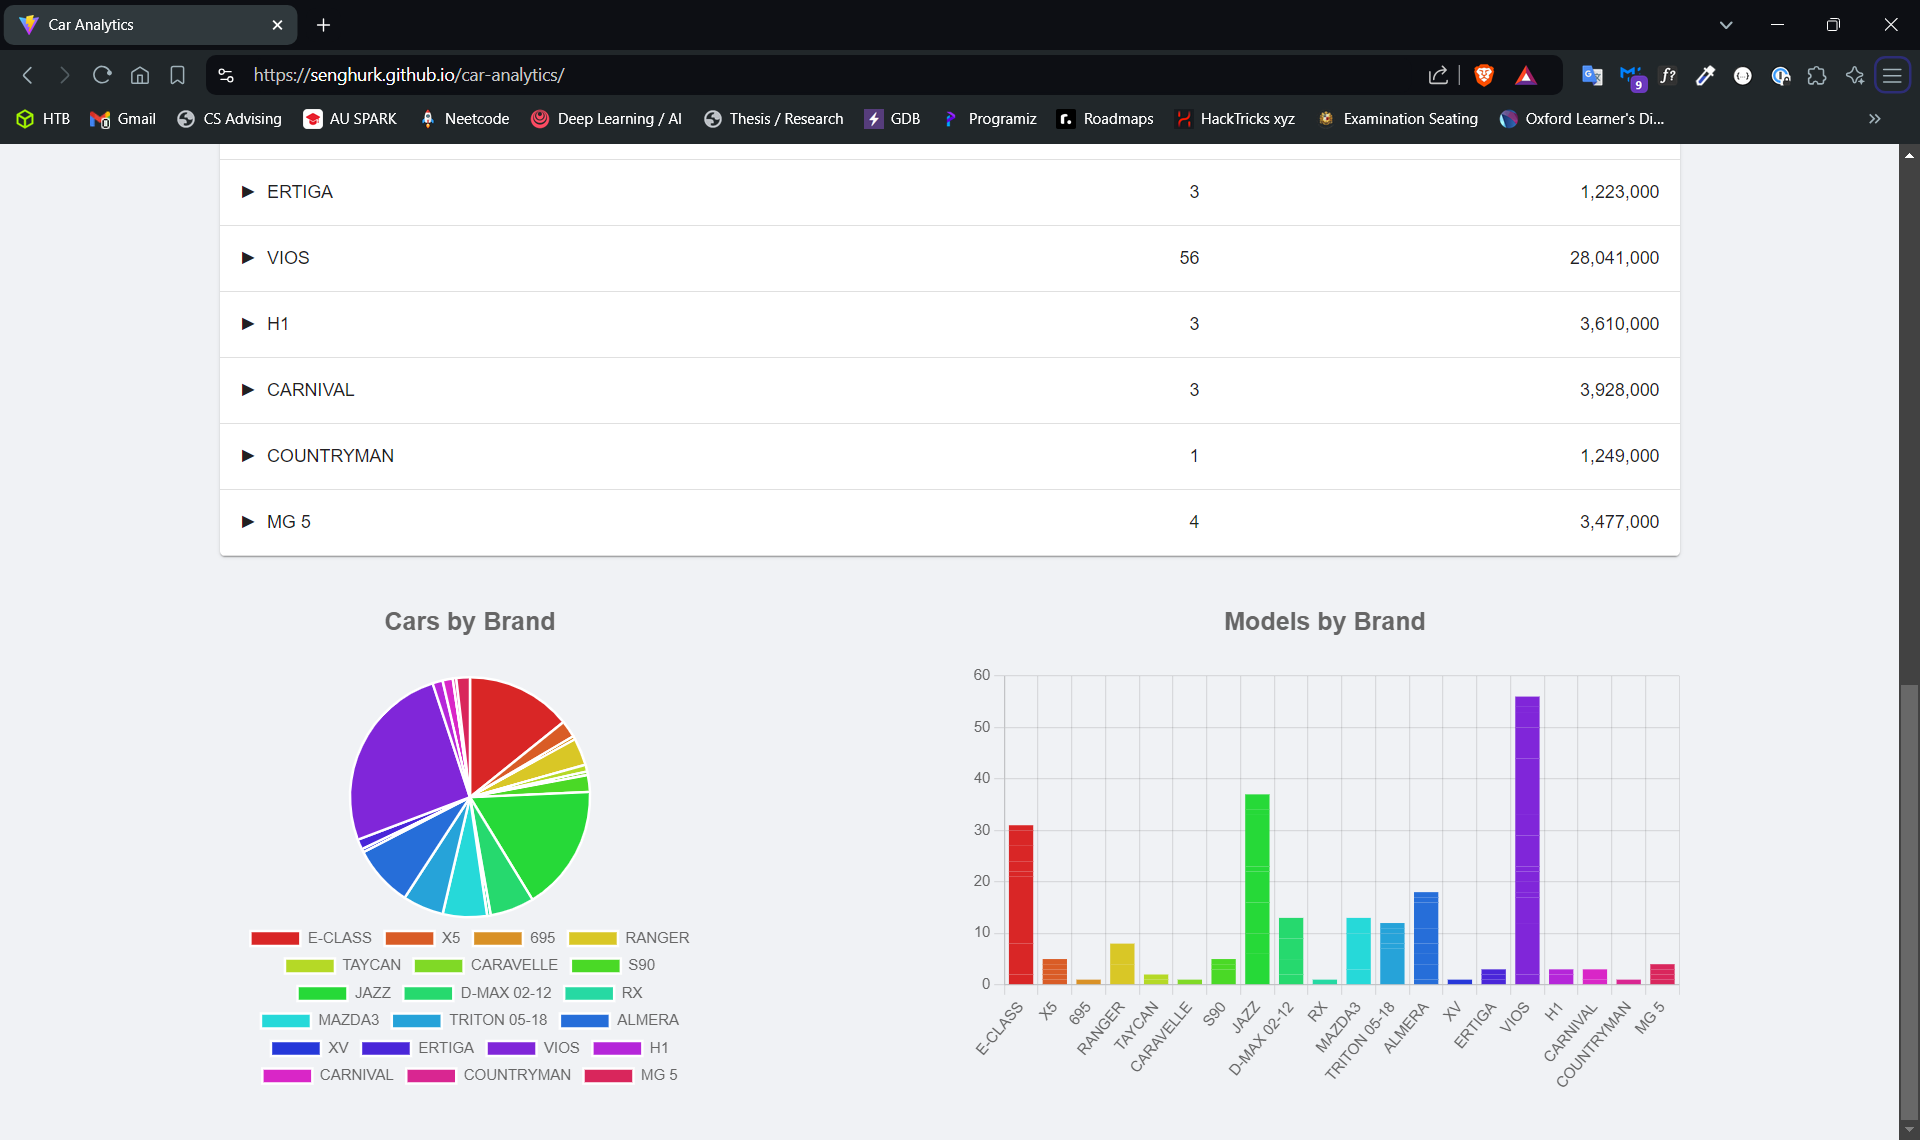 Car Analytics
https://senghurk.github.io/car-analytics/
9
f?
HTB Gmail CS Advising AU SPARK Neetcode Deep Learning / AI Thesis / Research GDB Programiz Roadmaps HackTricks xyz Examination Seating Oxford Learner's Di...
ERTIGA 3 1,223,000
VIOS 56 28,041,000
H1 3 3,610,000
CARNIVAL 3 3,928,000
COUNTRYMAN 1 1,249,000
MG 5 4 3,477,000
Cars by Brand
E-CLASS X5 695 RANGER
TAYCAN CARAVELLE S90
JAZZ D-MAX 02-12 RX
MAZDA3 TRITON 05-18 ALMERA
XV ERTIGA VIOS H1
CARNIVAL COUNTRYMAN MG 5
Models by Brand
60
50
40
30
20
10
0
E-CLASS X5 695 RANGER TAYCAN CARAVELLE S90 JAZZ D-MAX 02-12 RX MAZDA3 TRITON 05-18 ALMERA XV ERTIGA VIOS H1 CARNIVAL COUNTRYMAN MG 5